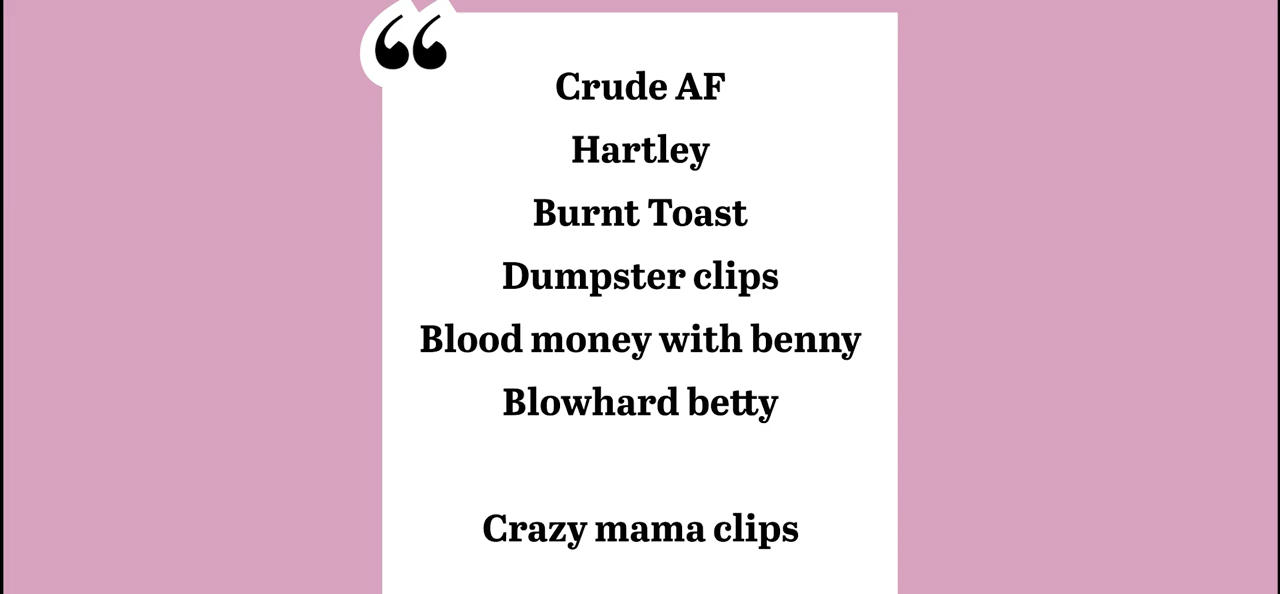 “
Crude AF
Hartley
Burnt Toast
Dumpster clips
Blood money with benny
Blowhard betty
Crazy mama clips